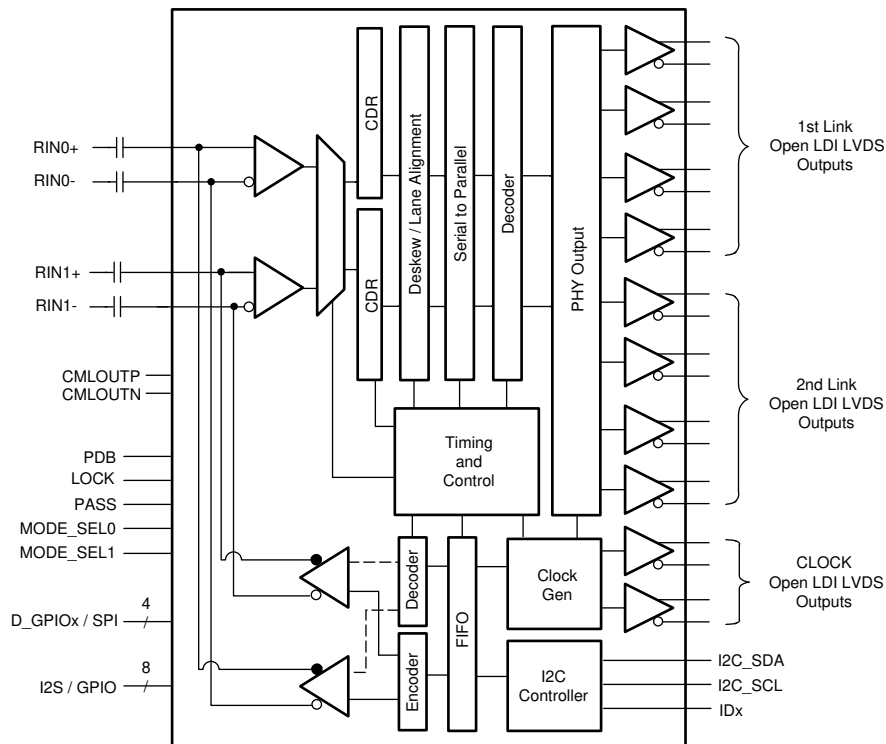 RIN0+
RIN0-
RIN1+
RIN1-
CMLOUTP
CMLOUTN
PDB
LOCK
PASS
MODE_SEL0
MODE_SEL1
4
D_GPIOx / SPI
8
I2S / GPIO
CDR
CDR
Deskew / Lane Alignment
Serial to Parallel
Decoder
PHY Output
Timing
and
Control
Decoder
Encoder
FIFO
Clock
Gen
I2C
Controller
1st Link
Open LDI LVDS
Outputs
2nd Link
Open LDI LVDS
Outputs
CLOCK
Open LDI LVDS
Outputs
I2C_SDA
I2C_SCL
IDx